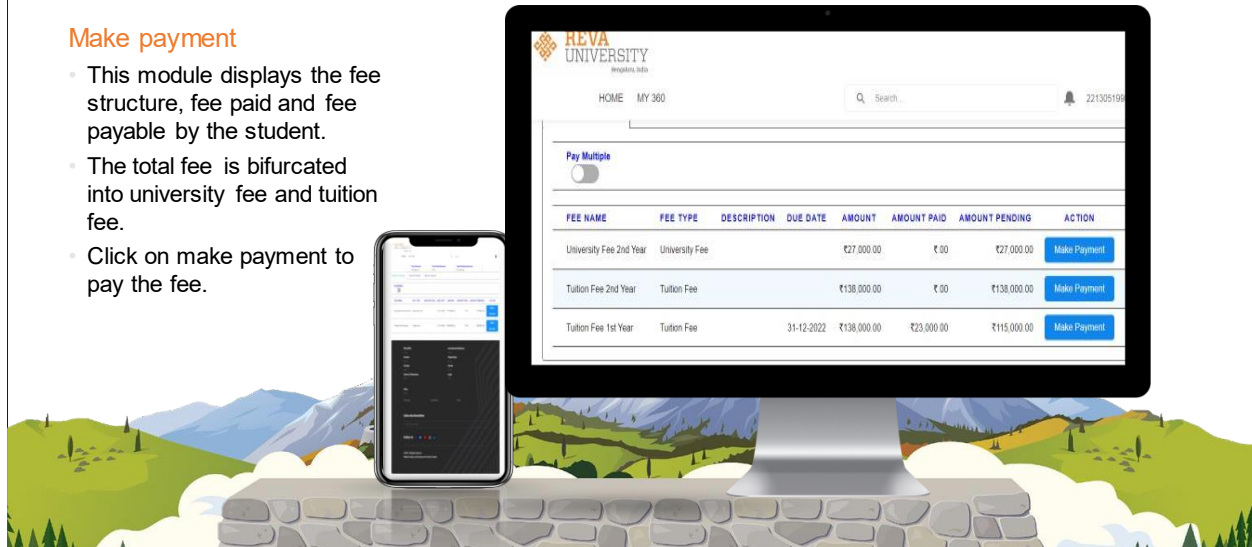 Make payment
This module displays the fee
structure, fee paid and fee
payable by the student.
The total fee is bifurcated
into university fee and tuition
fee.
Click on make payment to
pay the fee.
REVA
UNIVERSITY
Bengaluru, India
HOME MY 360 Search... 221305199
Pay Multiple
FEE NAME FEE TYPE DESCRIPTION DUE DATE AMOUNT AMOUNT PAID AMOUNT PENDING ACTION
University Fee 2nd Year University Fee ₹27,000.00 ₹.00 ₹27,000.00 Make Payment
Tuition Fee 2nd Year Tuition Fee ₹138,000.00 ₹.00 ₹138,000.00 Make Payment
Tuition Fee 1st Year Tuition Fee 31-12-2022 ₹138,000.00 ₹23,000.00 ₹115,000.00 Make Payment